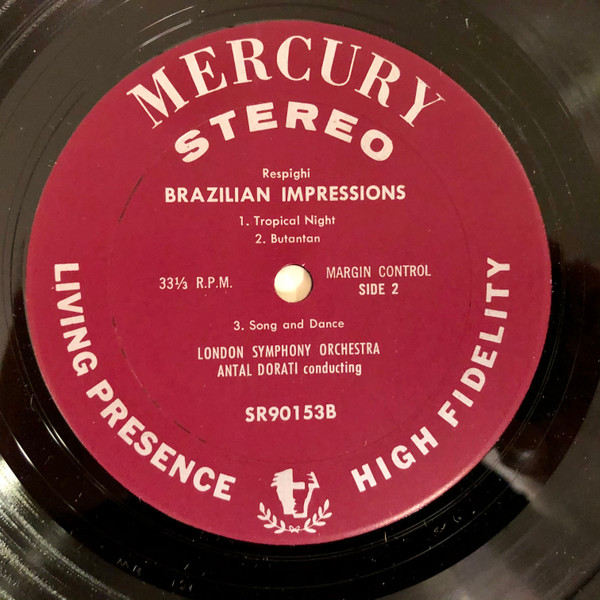 MERCURY
STEREO
Respighi
BRAZILIAN IMPRESSIONS
1. Tropical Night
2. Butantan
33⅓ R.P.M.
MARGIN CONTROL
SIDE 2
3. Song and Dance
LONDON SYMPHONY ORCHESTRA
ANTAL DORATI conducting
SR90153B
LIVING PRESENCE
HIGH FIDELITY